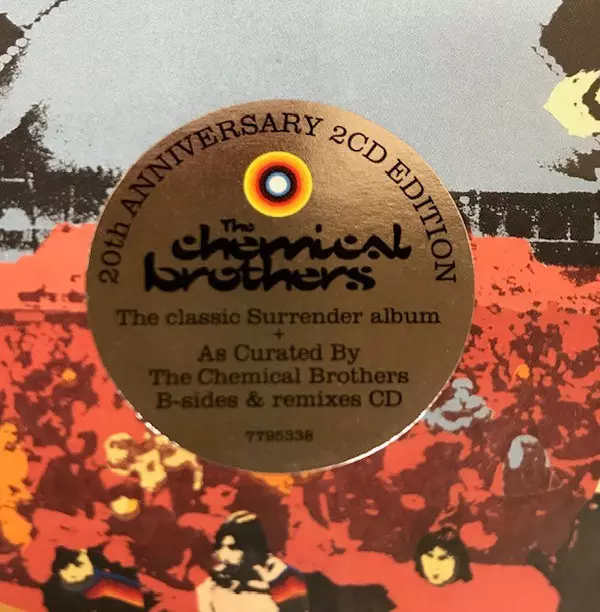 20th ANNIVERSARY 2CD EDITION
The
chemical
brothers
The classic Surrender album
+
As Curated By
The Chemical Brothers
B-sides & remixes CD
7795338